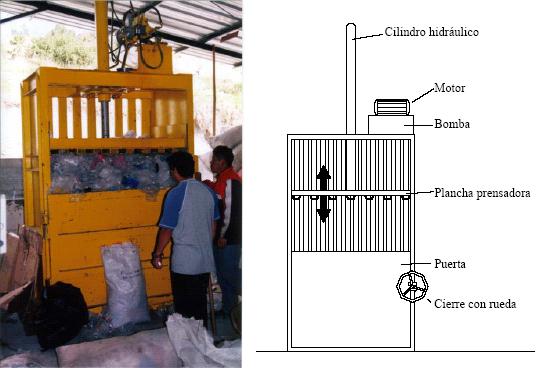 Cilindro hidráulico
Motor
Bomba
Plancha prensadora
Puerta
Cierre con rueda